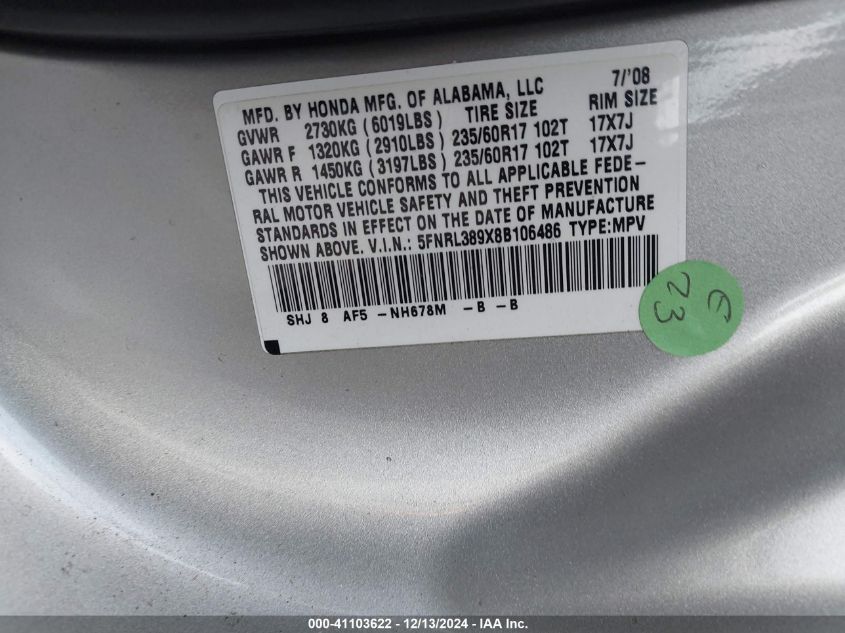 MFD. BY HONDA MFG. OF ALABAMA, LLC 7/'08
GVWR 2730KG (6019LBS) TIRE SIZE RIM SIZE
GAWR F 1320KG (2910LBS) 235/60R17 102T 17X7J
GAWR R 1450KG (3197LBS) 235/60R17 102T 17X7J
THIS VEHICLE CONFORMS TO ALL APPLICABLE FEDE-
RAL MOTOR VEHICLE SAFETY AND THEFT PREVENTION
STANDARDS IN EFFECT ON THE DATE OF MANUFACTURE
SHOWN ABOVE. V.I.N.: 5FNRL389X8B106486 TYPE:MPV
SHJ 8 AF5 -NH678M -B -B
23
000-41103622 - 12/13/2024 - IAA Inc.